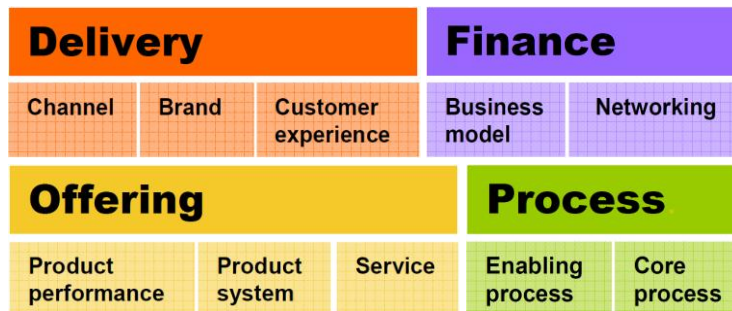 Delivery
Finance
Channel
Brand
Customer
experience
Business
model
Networking
Offering
Process
Product
performance
Product
system
Service
Enabling
process
Core
process